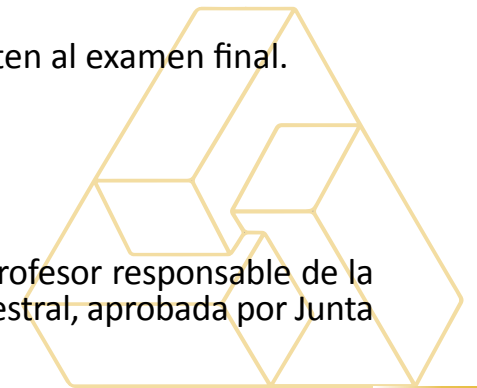 ten al examen final.
rofesor responsable de la
estral, aprobada por Junta